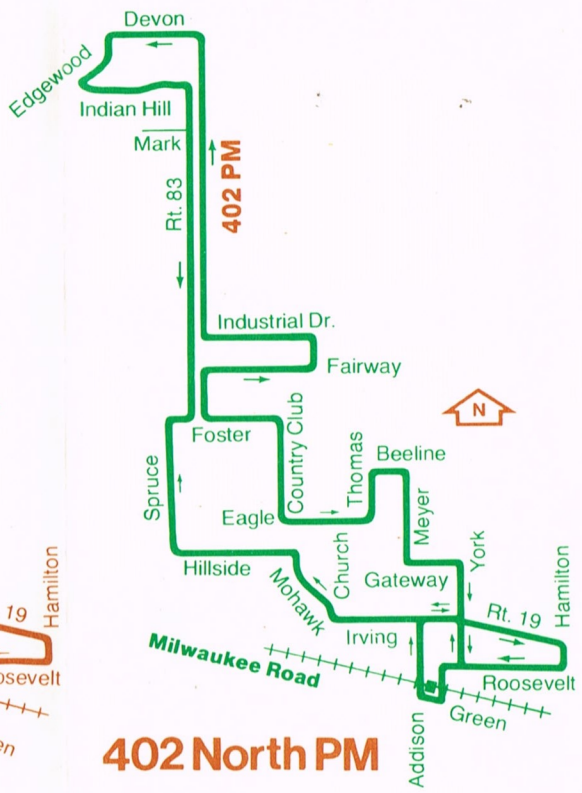 Devon
Edgewood
Indian Hill
Mark
Rt. 83
402 PM
Industrial Dr.
Fairway
N
Foster
Country Club
Thomas
Beeline
Spruce
Eagle
Meyer
Church
York
Hillside
Gateway
Mohawk
Hamilton
19
Hamilton
Rt. 19
Irving
Milwaukee Road
osevelt
Roosevelt
Green
Addison
en
402 North PM